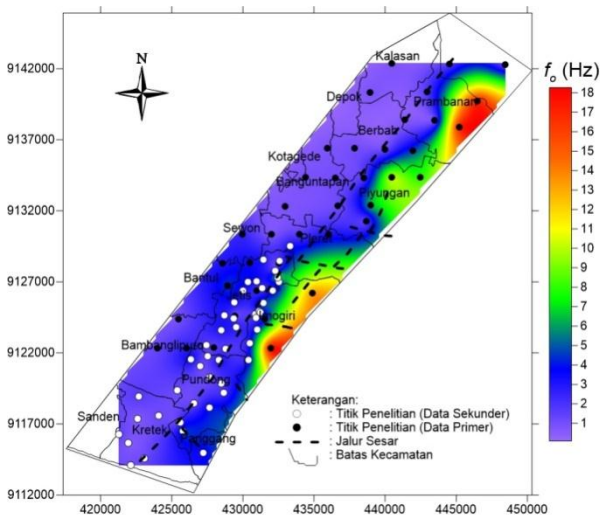 N
f₀ (Hz)
9142000
9137000
9132000
9127000
9122000
9117000
9112000
420000
425000
430000
435000
440000
445000
450000
18
17
16
15
14
13
12
11
10
9
8
7
6
5
4
3
2
1
Kalasan
Depok
Prambanan
Berbah
Kotagede
Banguntapan
Piyungan
Sewon
Pleret
Bantul
Jetis
Imogiri
Bambanglipuro
Pundong
Sanden
Kretek
Panggang
Keterangan:
: Titik Penelitian (Data Sekunder)
: Titik Penelitian (Data Primer)
: Jalur Sesar
: Batas Kecamatan